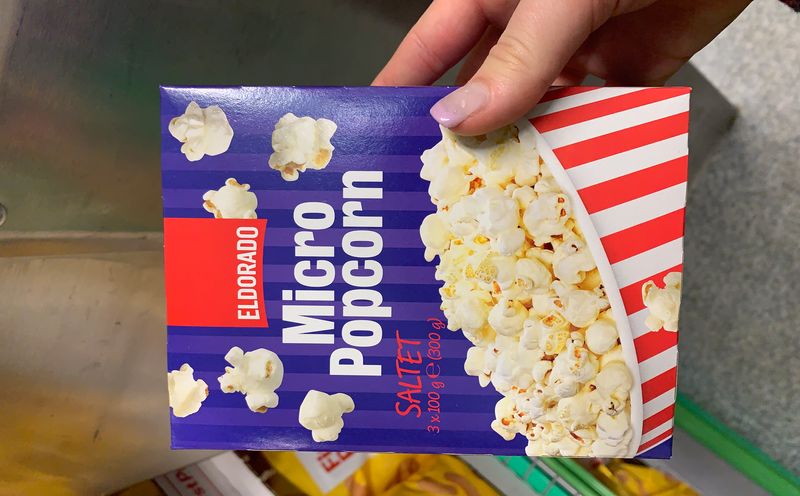 ELDORADO
Micro
Popcorn
SALTET
3 x 100 g ℮ (300 g)